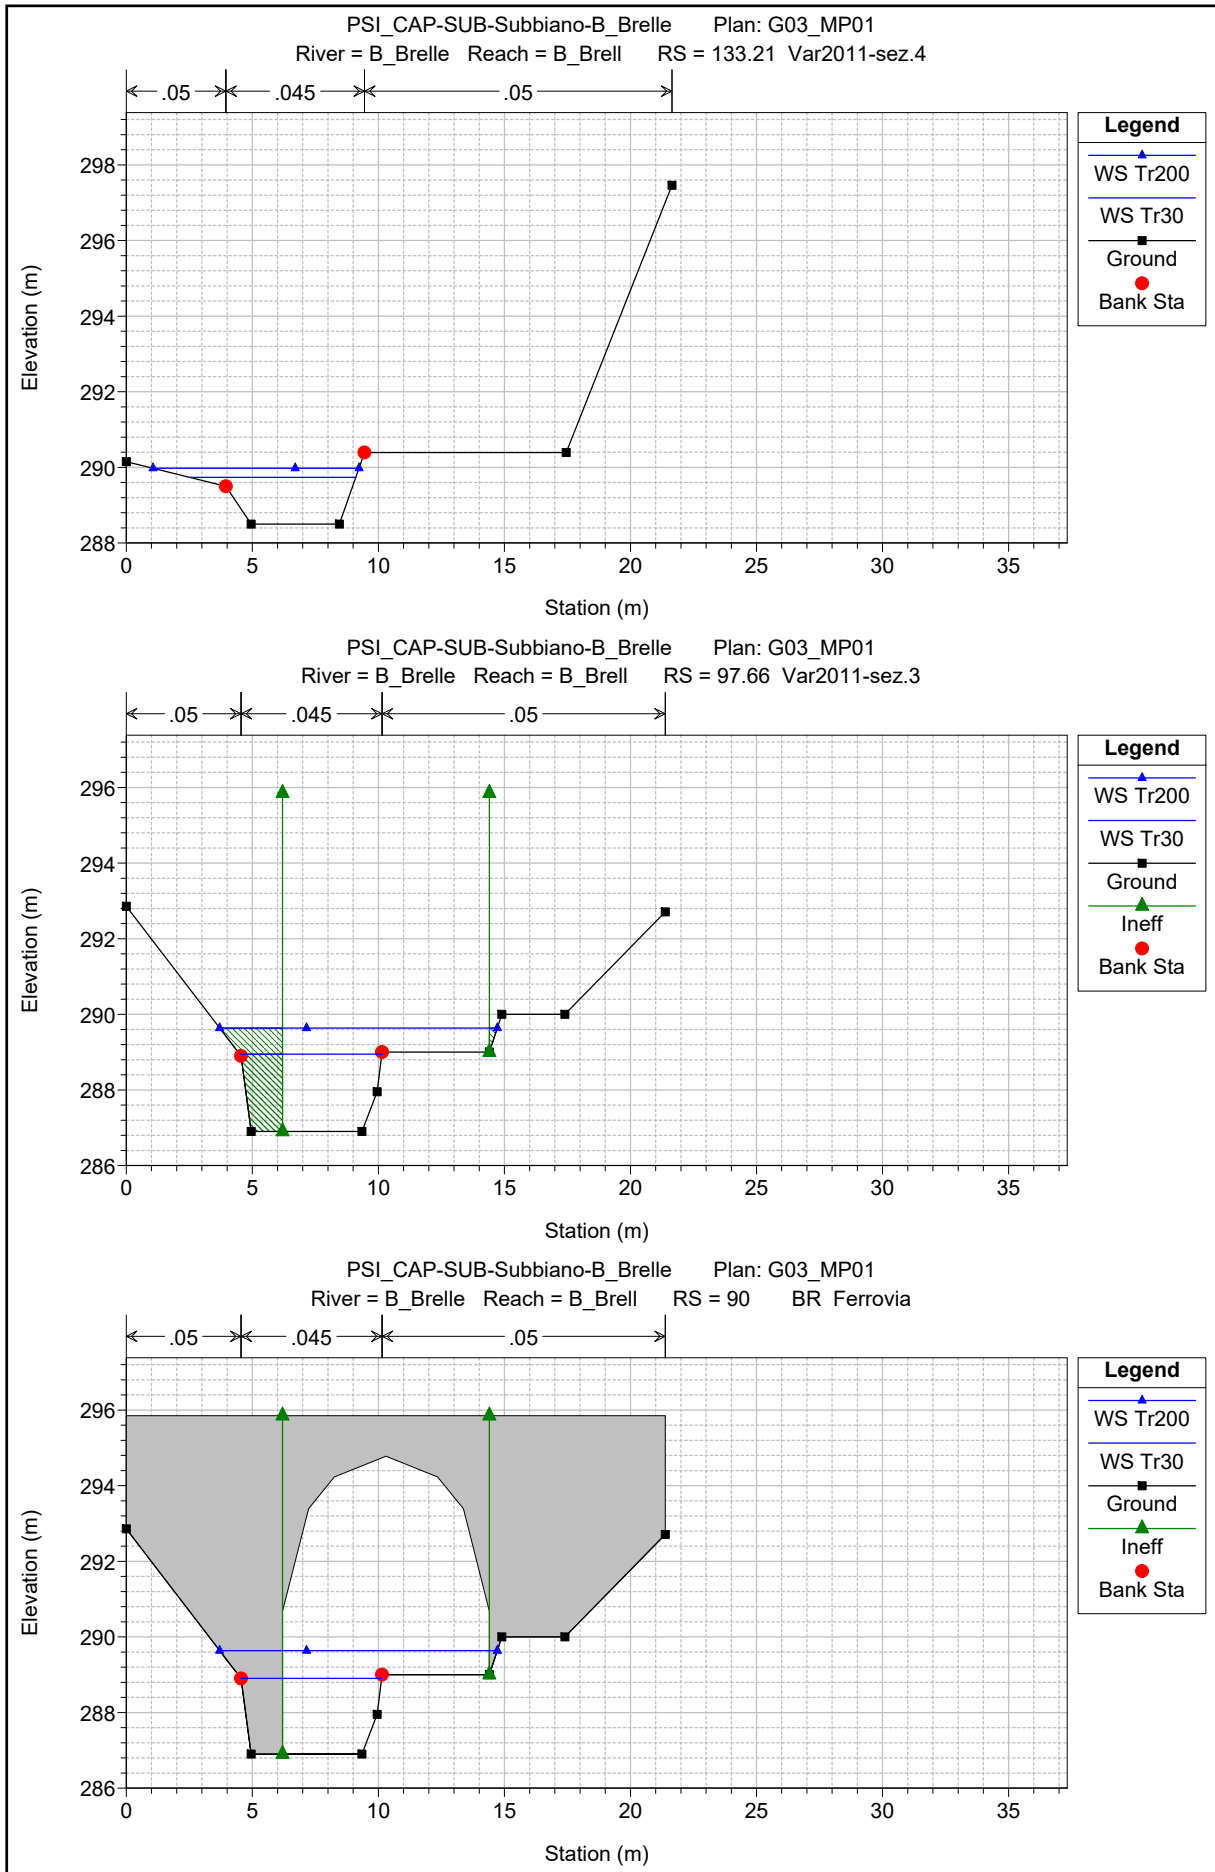 PSI_CAP-SUB-Subbiano-B_Brelle Plan: G03_MP01
River = B_Brelle Reach = B_Brell RS = 133.21 Var2011-sez.4
.05 .045 .05
Legend
WS Tr200
WS Tr30
Ground
Bank Sta
298
296
294
292
290
288
Elevation (m)
0 5 10 15 20 25 30 35
Station (m)
PSI_CAP-SUB-Subbiano-B_Brelle Plan: G03_MP01
River = B_Brelle Reach = B_Brell RS = 97.66 Var2011-sez.3
.05 .045 .05
Legend
WS Tr200
WS Tr30
Ground
Ineff
Bank Sta
296
294
292
290
288
286
Elevation (m)
0 5 10 15 20 25 30 35
Station (m)
PSI_CAP-SUB-Subbiano-B_Brelle Plan: G03_MP01
River = B_Brelle Reach = B_Brell RS = 90 BR Ferrovia
.05 .045 .05
Legend
WS Tr200
WS Tr30
Ground
Ineff
Bank Sta
296
294
292
290
288
286
Elevation (m)
0 5 10 15 20 25 30 35
Station (m)